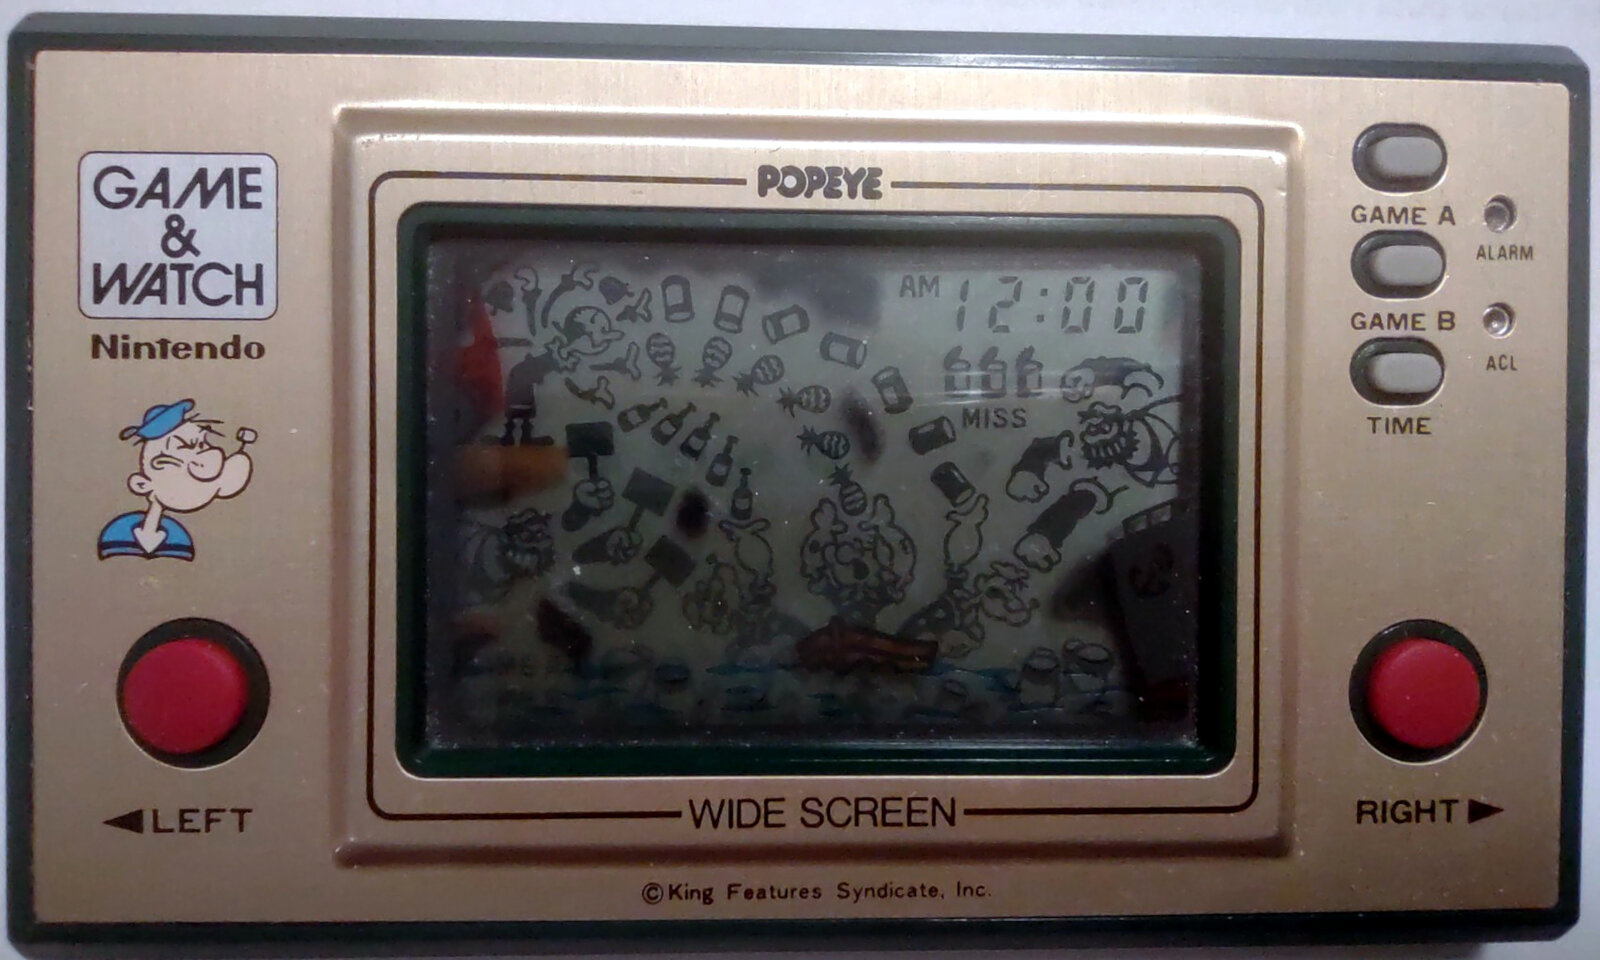 GAME
&
WATCH
Nintendo
POPEYE
AM 12:00
MISS
GAME A
ALARM
GAME B
ACL
TIME
◀LEFT
RIGHT▶
WIDE SCREEN
©King Features Syndicate, Inc.